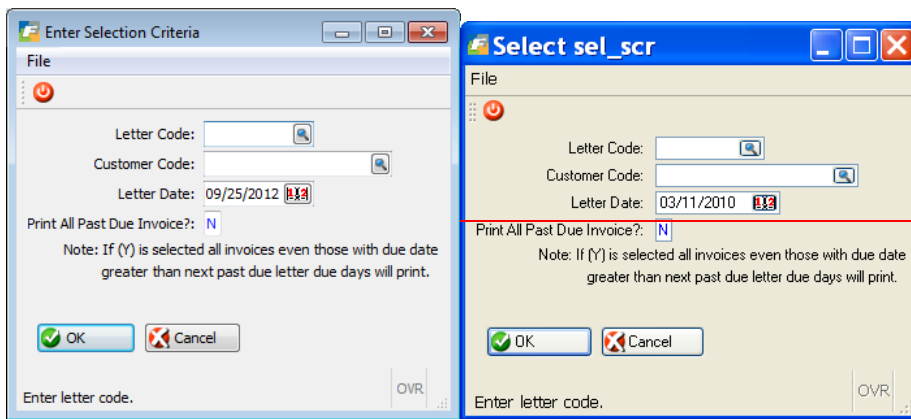 Enter Selection Criteria
File
Letter Code:
Customer Code:
Letter Date: 09/25/2012
Print All Past Due Invoice?: N
Note: If (Y) is selected all invoices even those with due date
greater than next past due letter due days will print.
OK Cancel
Enter letter code. OVR
Select sel_scr
File
Letter Code:
Customer Code:
Letter Date: 03/11/2010
Print All Past Due Invoice?: N
Note: If (Y) is selected all invoices even those with due date
greater than next past due letter due days will print.
OK Cancel
Enter letter code. OVR